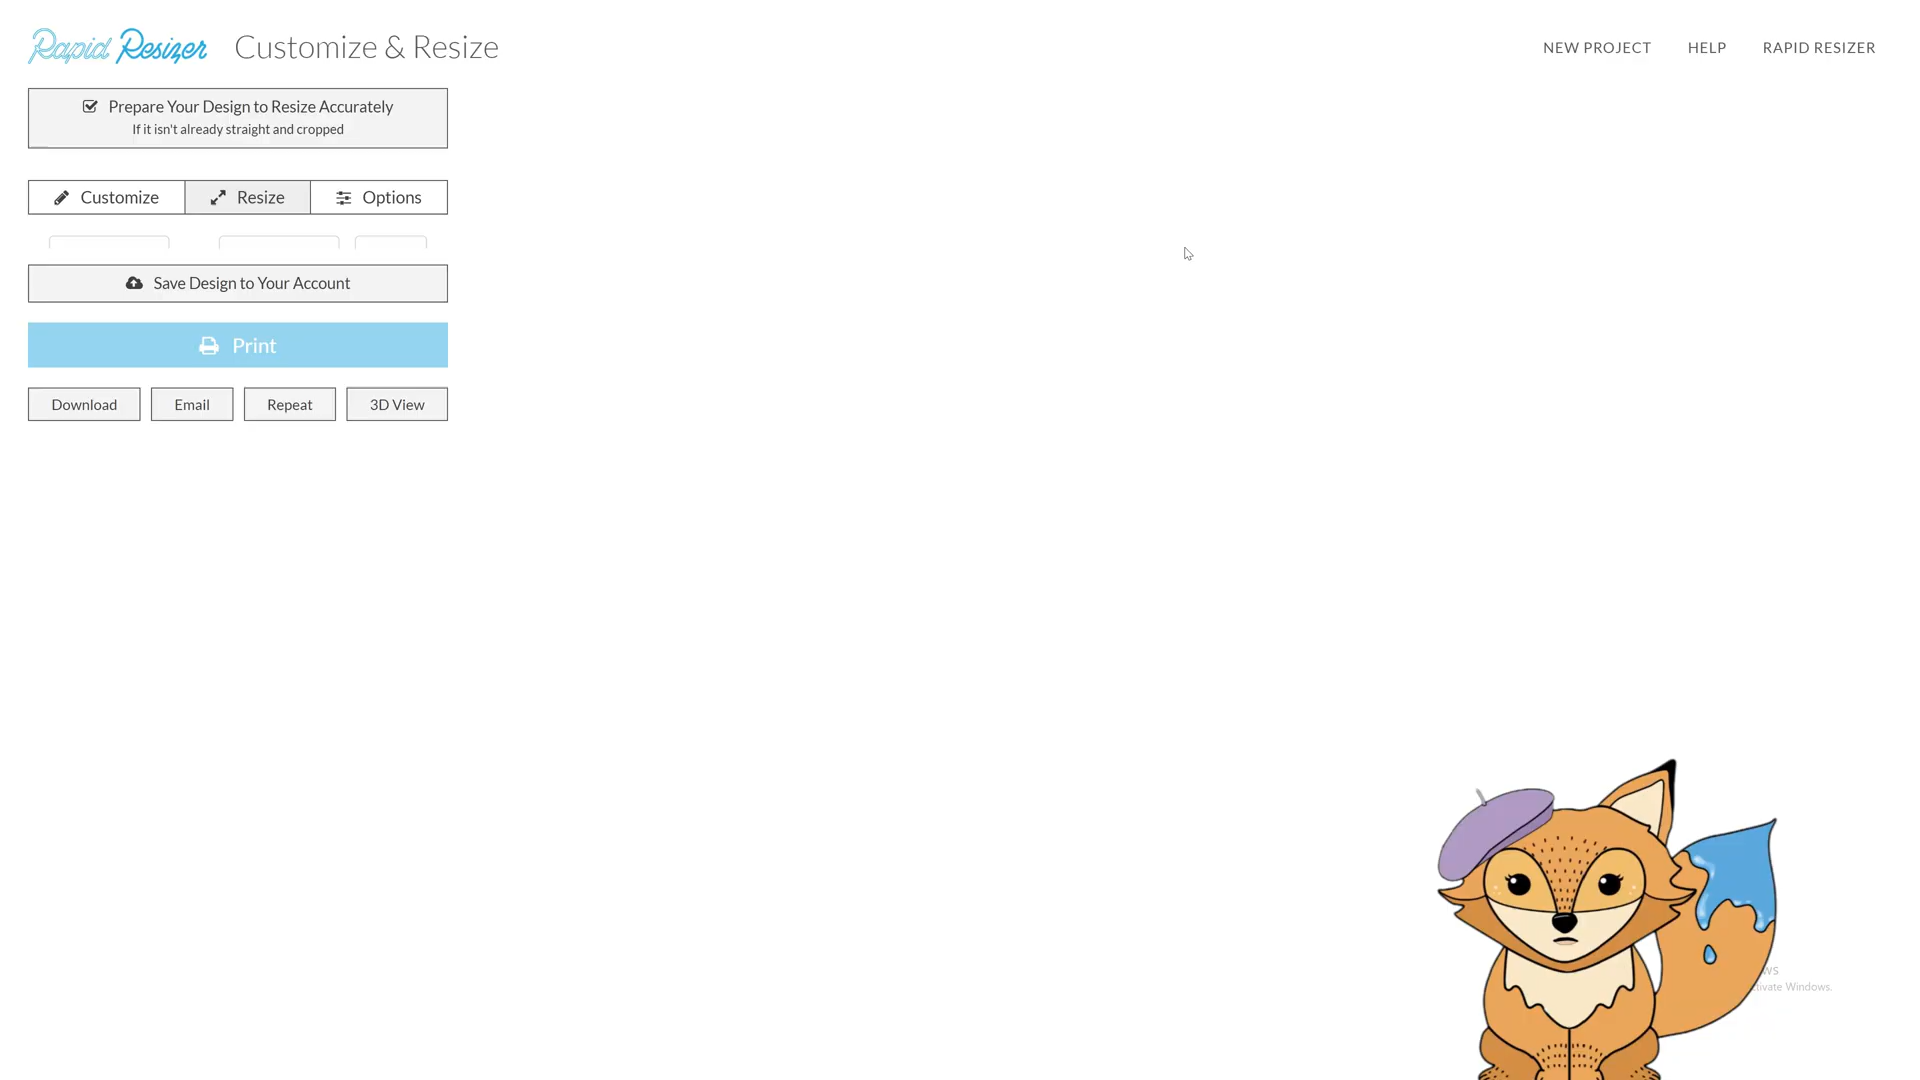 Rapid Resizer Customize & Resize
NEW PROJECT HELP RAPID RESIZER
Prepare Your Design to Resize Accurately
If it isn't already straight and cropped
Customize Resize Options
Save Design to Your Account
Print
Download Email Repeat 3D View
Windows.